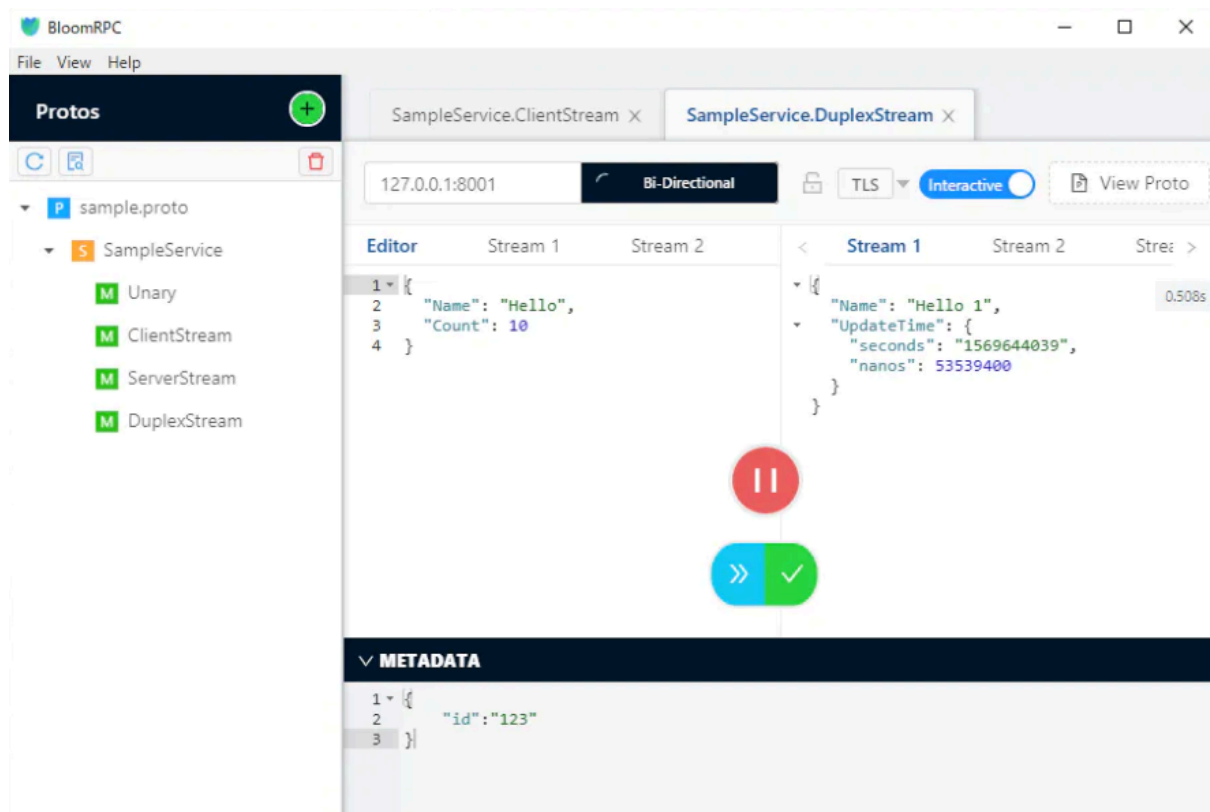 BloomRPC
File View Help
Protos
SampleService.ClientStream
SampleService.DuplexStream
127.0.0.1:8001
Bi-Directional
TLS
Interactive
View Proto
P sample.proto
S SampleService
M Unary
M ClientStream
M ServerStream
M DuplexStream
Editor Stream 1 Stream 2
1 {
2 "Name": "Hello",
3 "Count": 10
4 }
Stream 1 Stream 2
{
"Name": "Hello 1",
"UpdateTime": {
"seconds": "1569644039",
"nanos": 53539400
}
}
0.508s
METADATA
1 {
2 "id":"123"
3 }